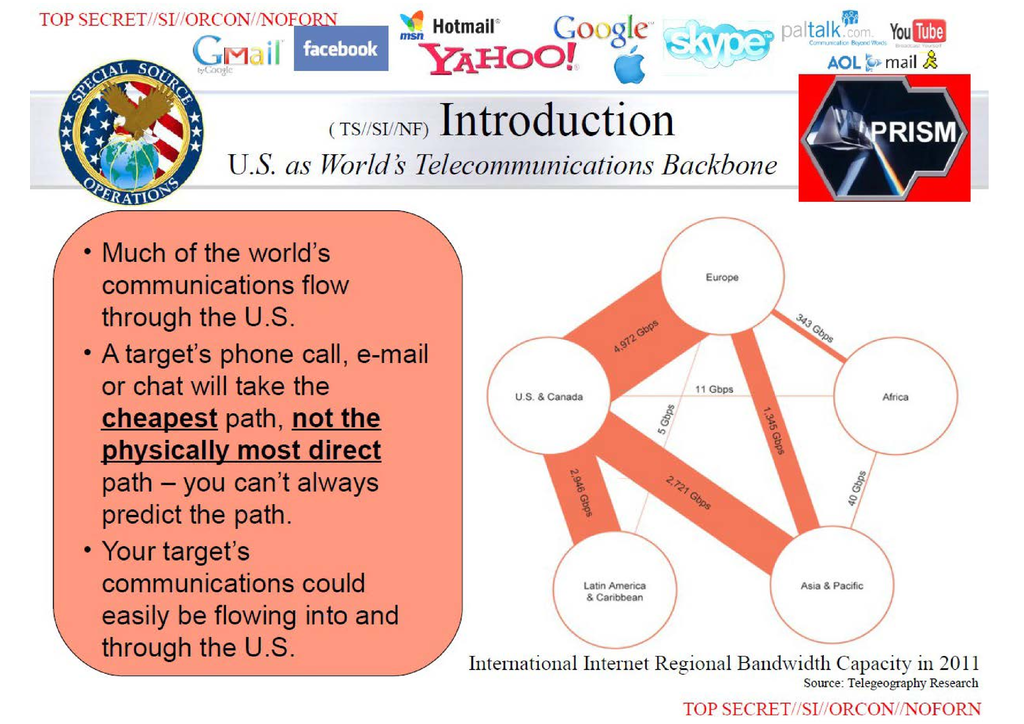 TOP SECRET//SI//ORCON//NOFORN
Gmail
by Google
facebook
msn
Hotmail
YAHOO!
Google
skype
paltalk.com
Communication Beyond Words
YouTube
Broadcast Yourself
AOL mail
SPECIAL SOURCE
OPERATIONS
( TS//SI//NF) Introduction
U.S. as World's Telecommunications Backbone
PRISM
• Much of the world's
communications flow
through the U.S.
• A target's phone call, e-mail
or chat will take the
cheapest path, not the
physically most direct
path – you can't always
predict the path.
• Your target's
communications could
easily be flowing into and
through the U.S.
Europe
4,972 Gbps
343 Gbps
U.S. & Canada
11 Gbps
Africa
5 Gbps
1,345 Gbps
2,946 Gbps
2,721 Gbps
40 Gbps
Latin America
& Caribbean
Asia & Pacific
International Internet Regional Bandwidth Capacity in 2011
Source: Telegeography Research
TOP SECRET//SI//ORCON//NOFORN